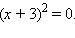 (x + 3)² = 0.